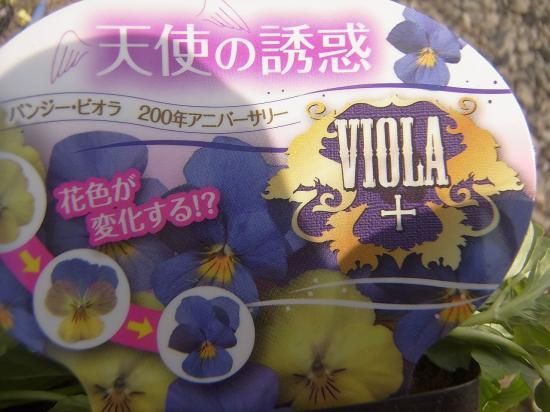 天使の誘惑
パンジー・ビオラ 200年アニバーサリー
VIOLA
+
花色が
変化する!?